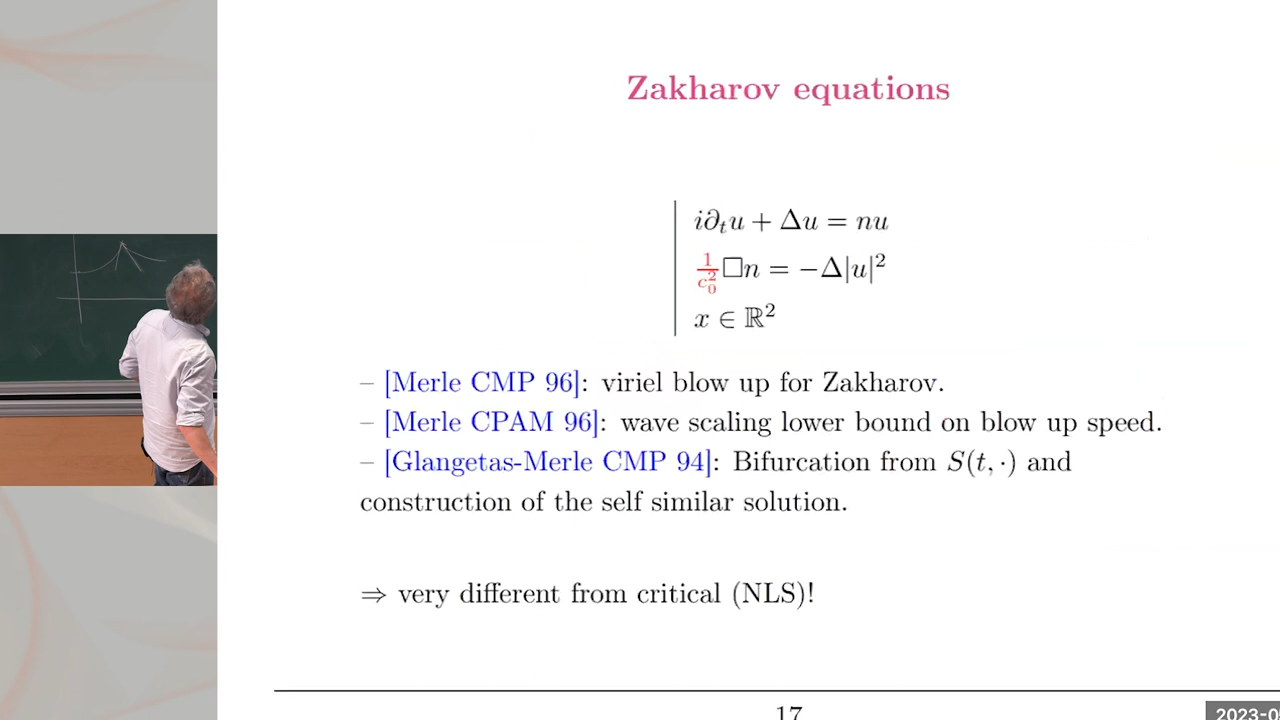 Zakharov equations
i∂ₜu + Δu = nu
1/c₀² □n = −Δ|u|²
x ∈ ℝ²
– [Merle CMP 96]: viriel blow up for Zakharov.
– [Merle CPAM 96]: wave scaling lower bound on blow up speed.
– [Glangetas-Merle CMP 94]: Bifurcation from S(t, ·) and
construction of the self similar solution.
⇒ very different from critical (NLS)!
17
2023-0